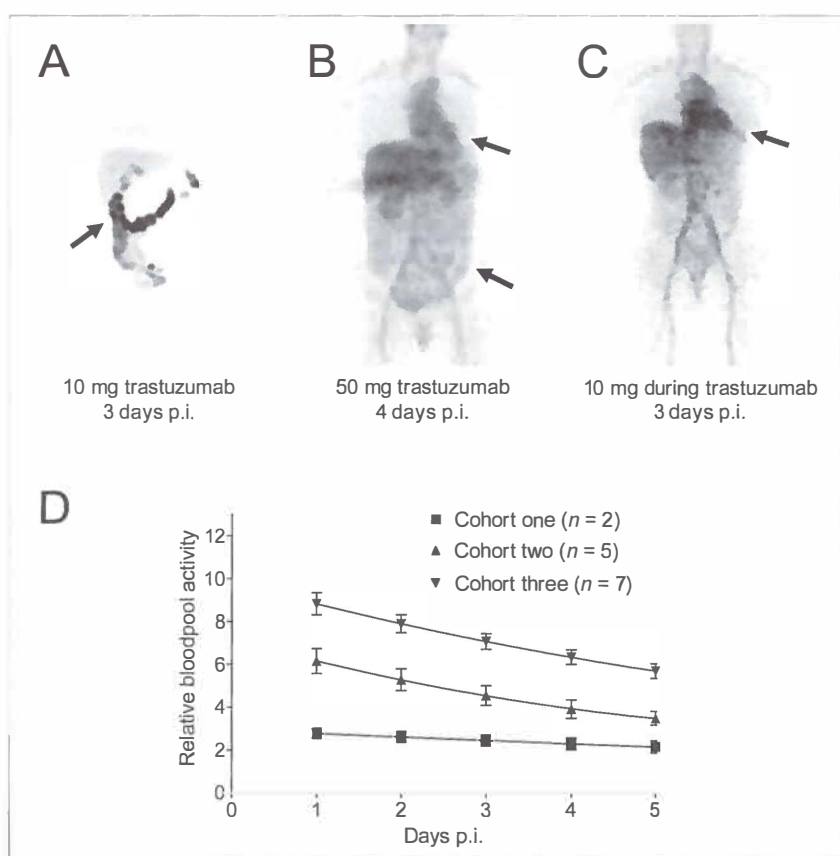 A
B
C
10 mg trastuzumab
3 days p.i.
50 mg trastuzumab
4 days p.i.
10 mg during trastuzumab
3 days p.i.
D
Relative bloodpool activity
12
10
8
6
4
2
0
0 1 2 3 4 5
Days p.i.
Cohort one (n = 2)
Cohort two (n = 5)
Cohort three (n = 7)